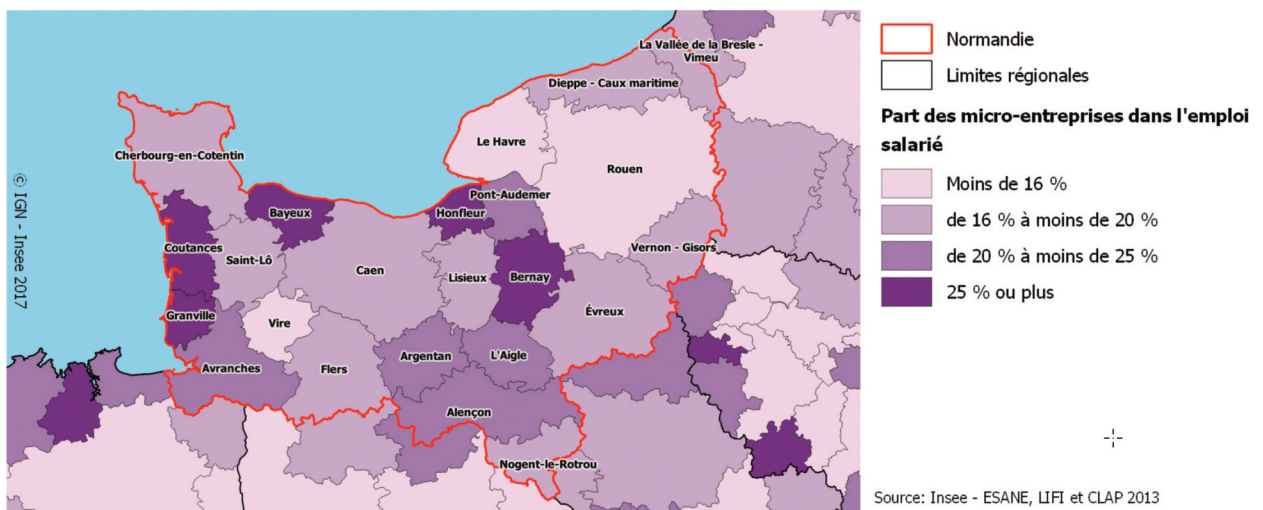 La Vallée de la Bresle -
Vimeu
Dieppe - Caux maritime
Le Havre
Cherbourg-en-Cotentin
Rouen
Pont-Audemer
Bayeux
Honfleur
Coutances
Vernon - Gisors
Saint-Lô
Caen
Lisieux
Bernay
Évreux
Granville
Vire
Argentan
L'Aigle
Avranches
Flers
Alençon
Nogent-le-Rotrou
© IGN - Insee 2017
Normandie
Limites régionales
Part des micro-entreprises dans l'emploi
salarié
Moins de 16 %
de 16 % à moins de 20 %
de 20 % à moins de 25 %
25 % ou plus
Source: Insee - ESANE, LIFI et CLAP 2013